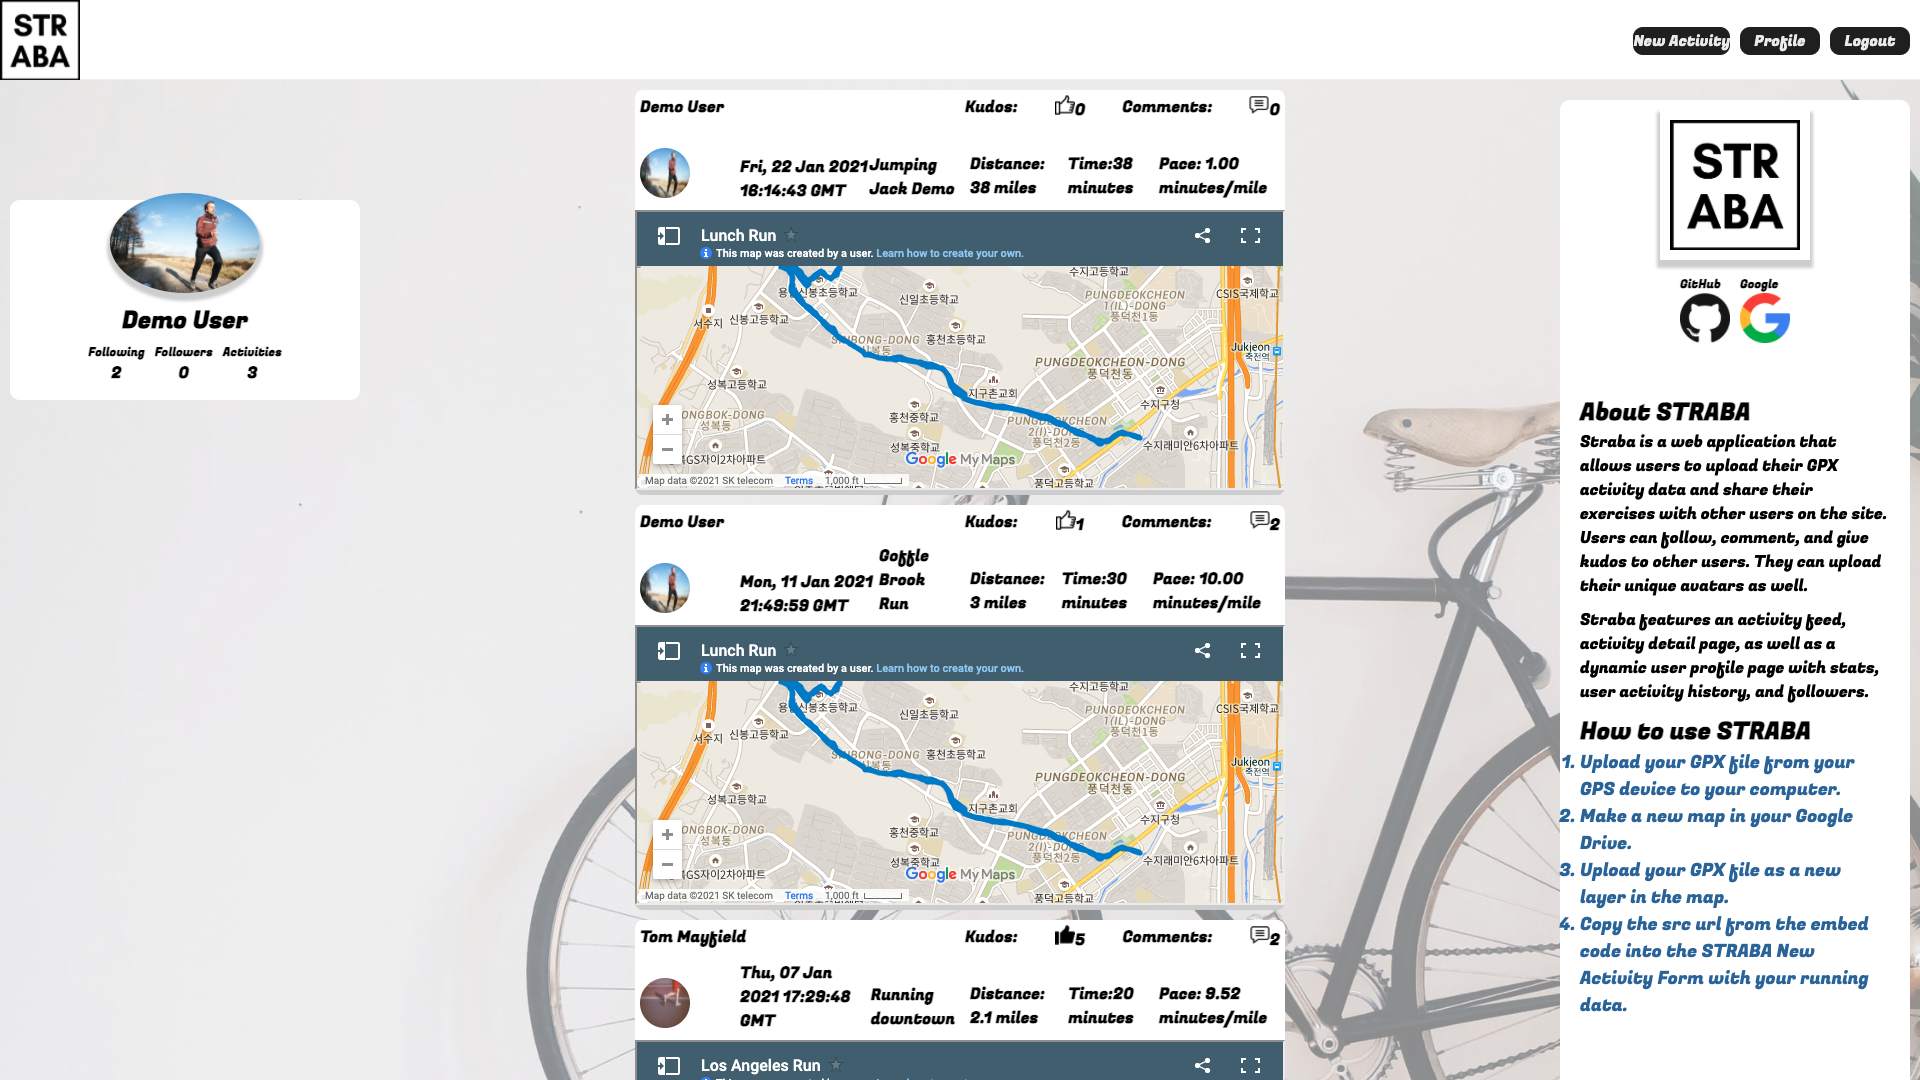 STR
ABA
New Activity
Profile
Logout
Demo User
Following Followers Activities
2 0 3
Demo User Kudos: 0 Comments: 0
Fri, 22 Jan 2021
16:14:43 GMT
Jumping
Jack Demo
Distance:
38 miles
Time:38
minutes
Pace: 1.00
minutes/mile
Lunch Run
This map was created by a user. Learn how to create your own.
수지고등학교
신일초등학교
PUNGDEOKCHEON
1(IL)-DONG
풍덕천1동
CSIS국제학교
서수지
신봉고등학교
홍천초등학교
Jukjeon
죽전역
PUNGDEOKCHEON-DONG
풍덕천동
성복고등학교
지구촌교회
수지구청
홍천중학교
ONGBOK-DONG
성복동
2(I)-DONG
풍덕천2동
성복중학교
수지래미안6차아파트
GS자이2차아파트
Google My Maps
풍덕고등학교
Map data ©2021 SK telecom Terms 1,000 ft
Demo User Kudos: 1 Comments: 2
Mon, 11 Jan 2021
21:49:59 GMT
Goffle
Brook
Run
Distance:
3 miles
Time:30
minutes
Pace: 10.00
minutes/mile
Lunch Run
This map was created by a user. Learn how to create your own.
수지고등학교
신일초등학교
PUNGDEOKCHEON
1(IL)-DONG
풍덕천1동
CSIS국제학교
서수지
신봉고등학교
홍천초등학교
Jukjeon
죽전역
PUNGDEOKCHEON-DONG
풍덕천동
성복고등학교
지구촌교회
수지구청
홍천중학교
ONGBOK-DONG
성복동
2(I)-DONG
풍덕천2동
성복중학교
수지래미안6차아파트
GS자이2차아파트
Google My Maps
풍덕고등학교
Map data ©2021 SK telecom Terms 1,000 ft
Tom Mayfield Kudos: 5 Comments: 2
Thu, 07 Jan
2021 17:29:48
GMT
Running
downtown
Distance:
2.1 miles
Time:20
minutes
Pace: 9.52
minutes/mile
Los Angeles Run
STR
ABA
GitHub Google
About STRABA
Straba is a web application that
allows users to upload their GPX
activity data and share their
exercises with other users on the site.
Users can follow, comment, and give
kudos to other users. They can upload
their unique avatars as well.
Straba features an activity feed,
activity detail page, as well as a
dynamic user profile page with stats,
user activity history, and followers.
How to use STRABA
1. Upload your GPX file from your
GPS device to your computer.
2. Make a new map in your Google
Drive.
3. Upload your GPX file as a new
layer in the map.
4. Copy the src url from the embed
code into the STRABA New
Activity Form with your running
data.